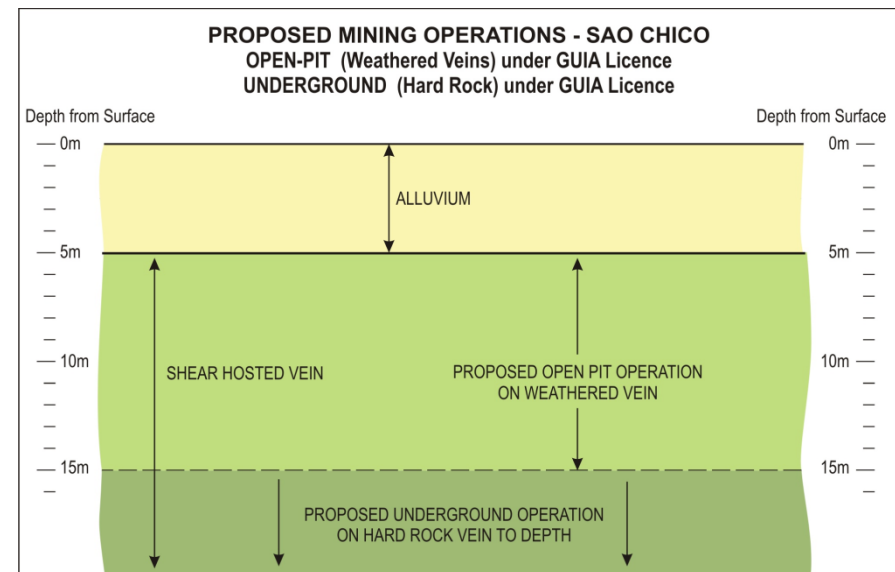 PROPOSED MINING OPERATIONS - SAO CHICO
OPEN-PIT (Weathered Veins) under GUIA Licence
UNDERGROUND (Hard Rock) under GUIA Licence
Depth from Surface
Depth from Surface
0m
0m
ALLUVIUM
5m
5m
10m
10m
SHEAR HOSTED VEIN
PROPOSED OPEN PIT OPERATION
ON WEATHERED VEIN
15m
15m
PROPOSED UNDERGROUND OPERATION
ON HARD ROCK VEIN TO DEPTH